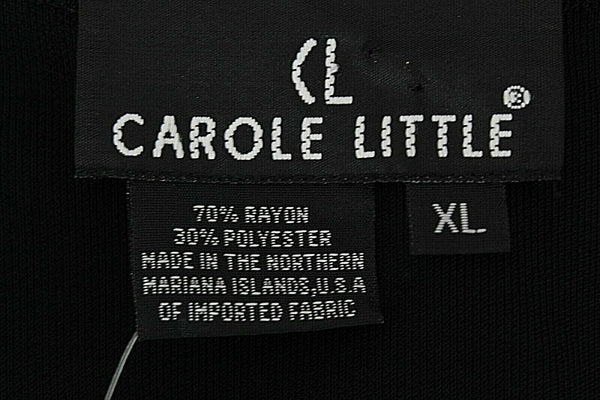 CL
CAROLE LITTLE®
70% RAYON
30% POLYESTER
MADE IN THE NORTHERN
MARIANA ISLANDS,U.S.A
OF IMPORTED FABRIC
XL